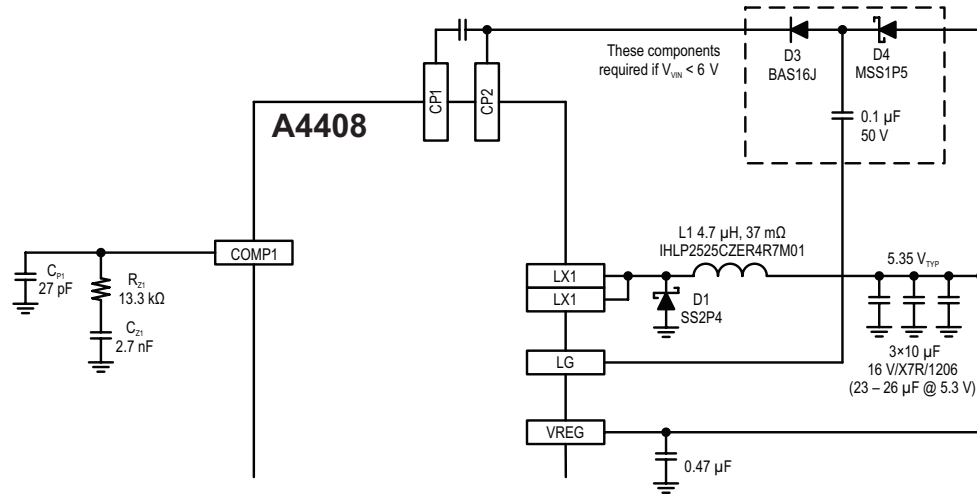 These components
required if V_VIN < 6 V
D3
BAS16J
D4
MSS1P5
CP1
CP2
A4408
0.1 µF
50 V
COMP1
L1 4.7 µH, 37 mΩ
IHLP2525CZER4R7M01
5.35 V_TYP
C_P1
27 pF
R_Z1
13.3 kΩ
LX1
LX1
D1
SS2P4
C_Z1
2.7 nF
LG
3×10 µF
16 V/X7R/1206
(23 – 26 µF @ 5.3 V)
VREG
0.47 µF